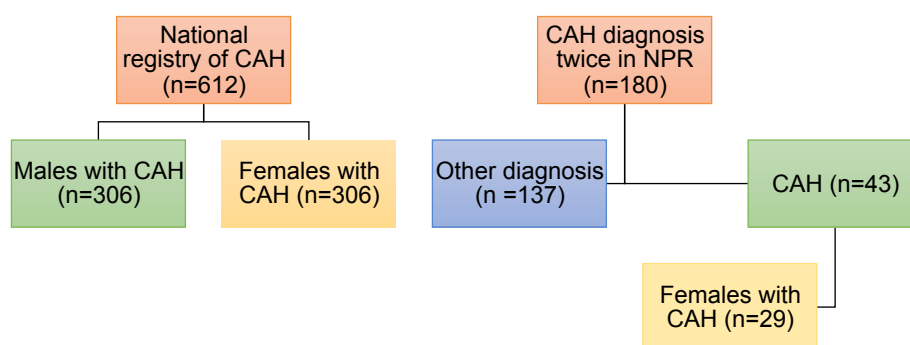 National
registry of CAH
(n=612)
Males with CAH
(n=306)
Females with
CAH (n=306)
CAH diagnosis
twice in NPR
(n=180)
Other diagnosis
(n =137)
CAH (n=43)
Females with
CAH (n=29)